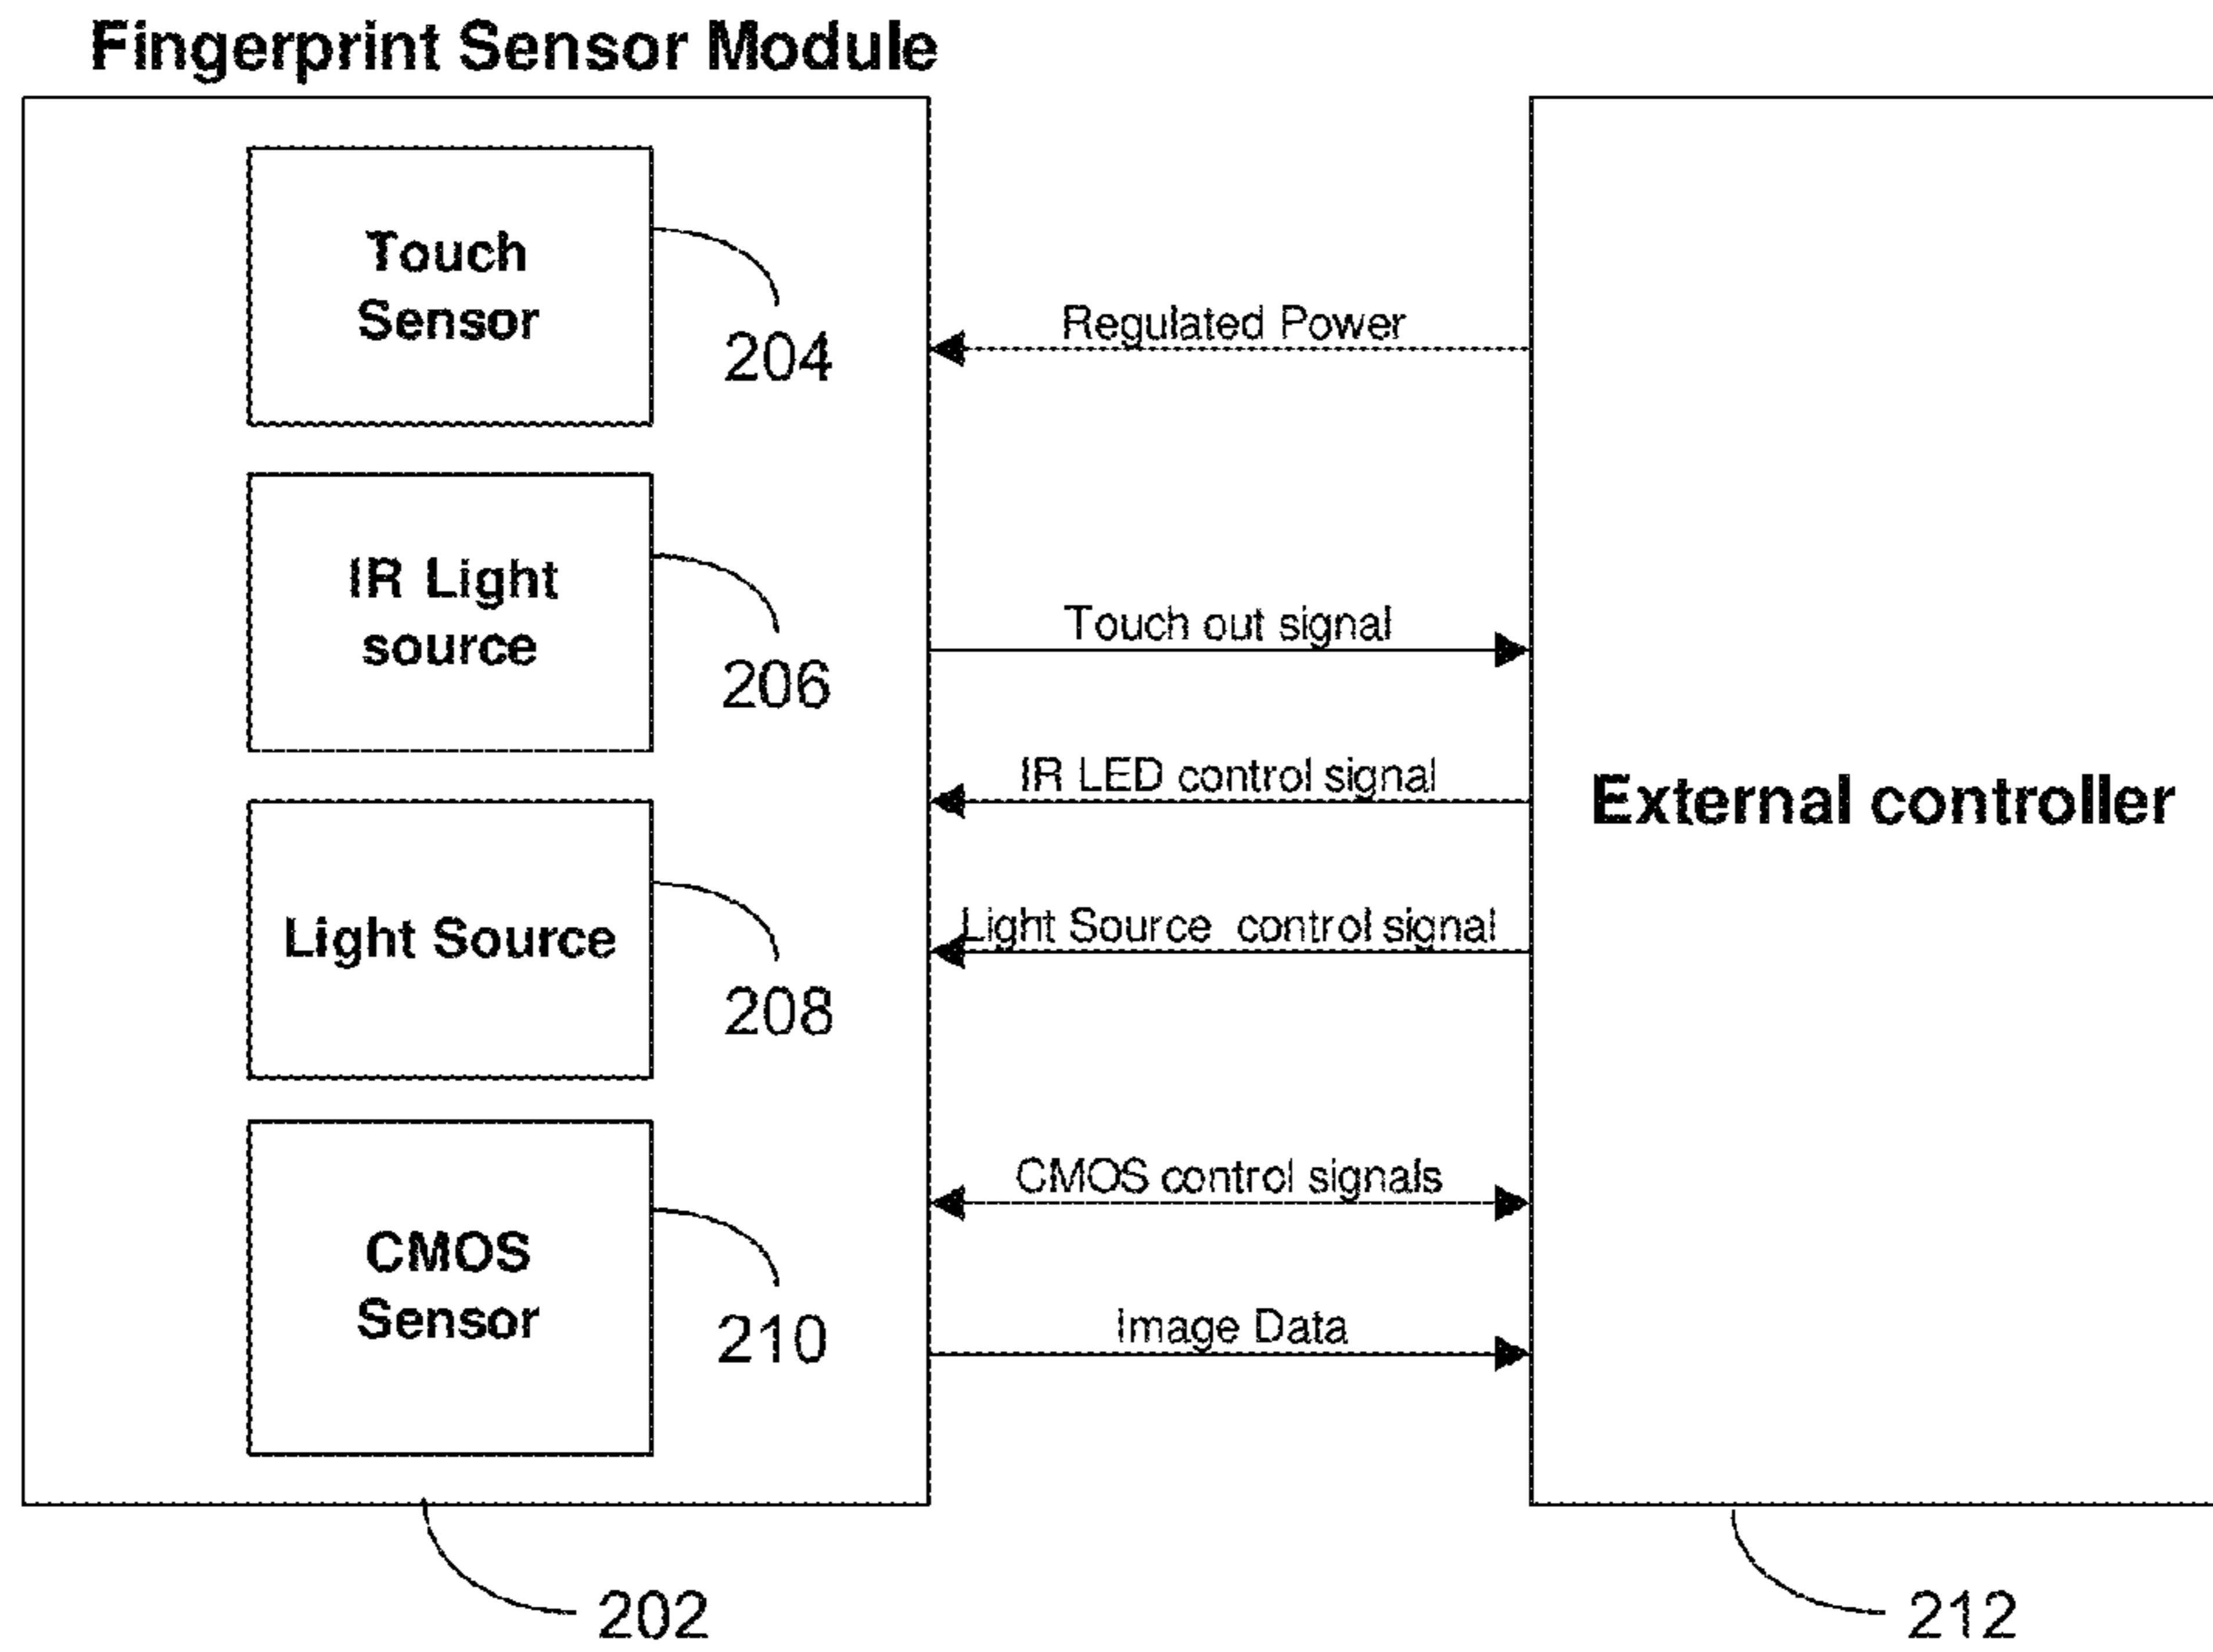 Fingerprint Sensor Module
Touch
Sensor
204
IR Light
source
206
Light Source
208
CMOS
Sensor
210
202
Regulated Power
Touch out signal
IR LED control signal
Light Source control signal
CMOS control signals
Image Data
External controller
212